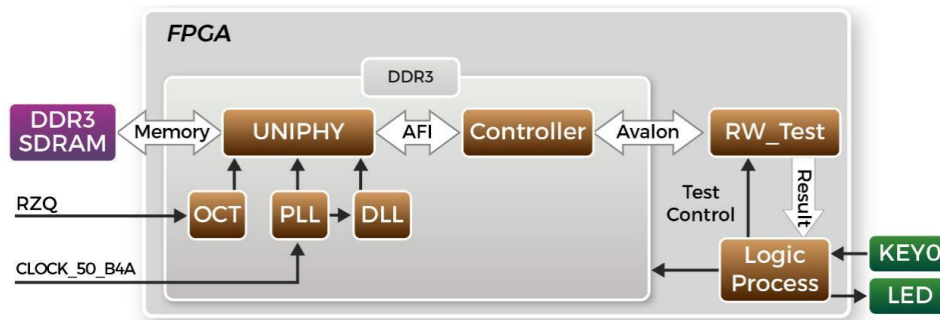 FPGA
DDR3
DDR3
SDRAM
Memory
UNIPHY
AFI
Controller
Avalon
RW_Test
RZQ
OCT
PLL
DLL
Test
Control
Result
CLOCK_50_B4A
Logic
Process
KEY0
LED